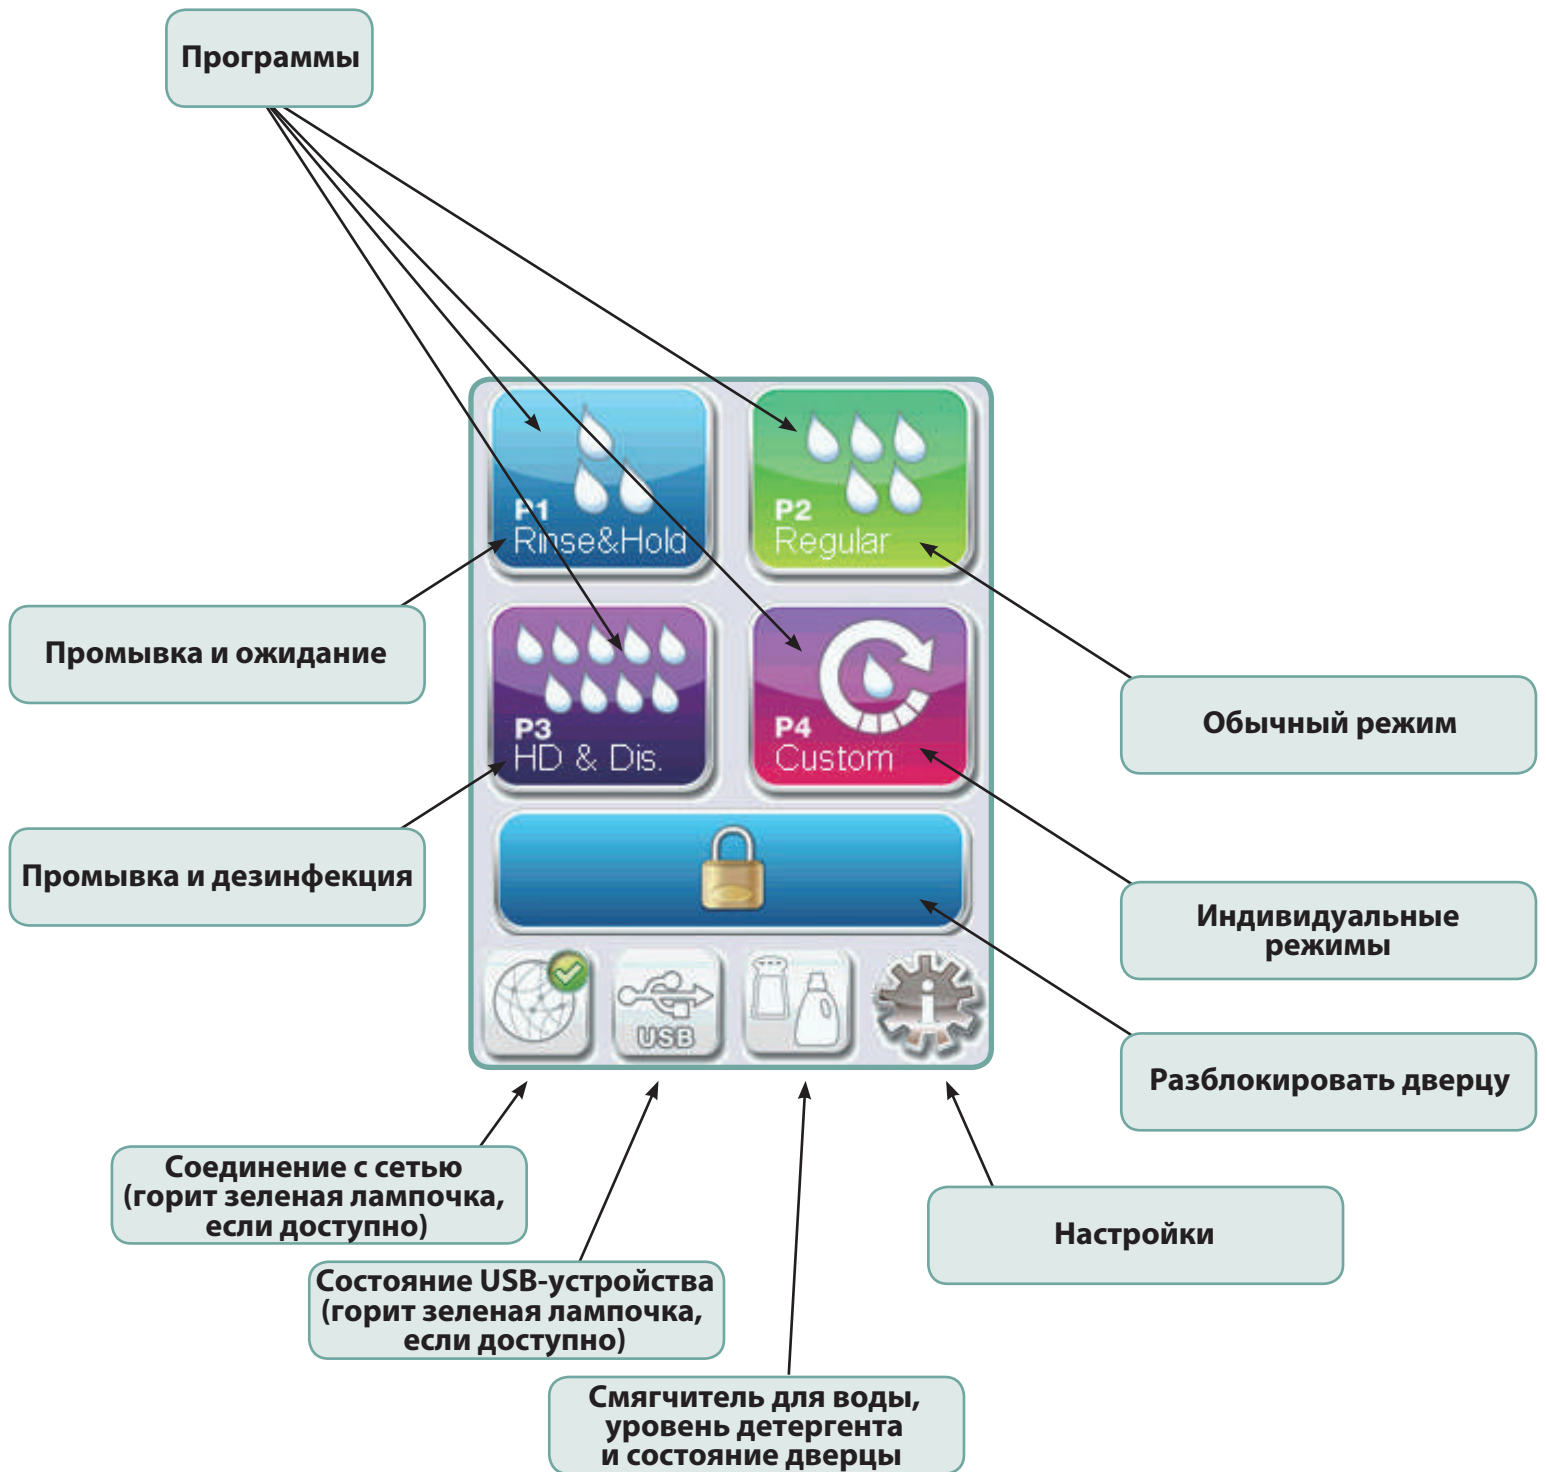 Программы
P1
Rinse&Hold
P2
Regular
Промывка и ожидание
P3
HD & Dis.
P4
Custom
Обычный режим
Промывка и дезинфекция
Индивидуальные
режимы
USB
Разблокировать дверцу
Соединение с сетью
(горит зеленая лампочка,
если доступно)
Настройки
Состояние USB-устройства
(горит зеленая лампочка,
если доступно)
Смягчитель для воды,
уровень детергента
и состояние дверцы